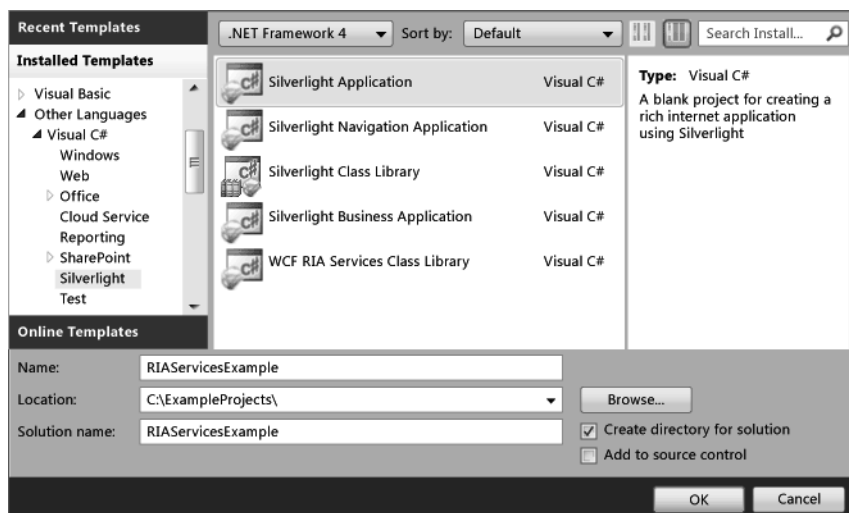 Recent Templates
Installed Templates
Visual Basic
Other Languages
Visual C#
Windows
Web
Office
Cloud Service
Reporting
SharePoint
Silverlight
Test
Online Templates
.NET Framework 4
Sort by:
Default
Search Install...
Silverlight Application Visual C#
Silverlight Navigation Application Visual C#
Silverlight Class Library Visual C#
Silverlight Business Application Visual C#
WCF RIA Services Class Library Visual C#
Type: Visual C#
A blank project for creating a
rich internet application
using Silverlight
Name: RIAServicesExample
Location: C:\ExampleProjects\
Browse...
Solution name: RIAServicesExample
Create directory for solution
Add to source control
OK
Cancel